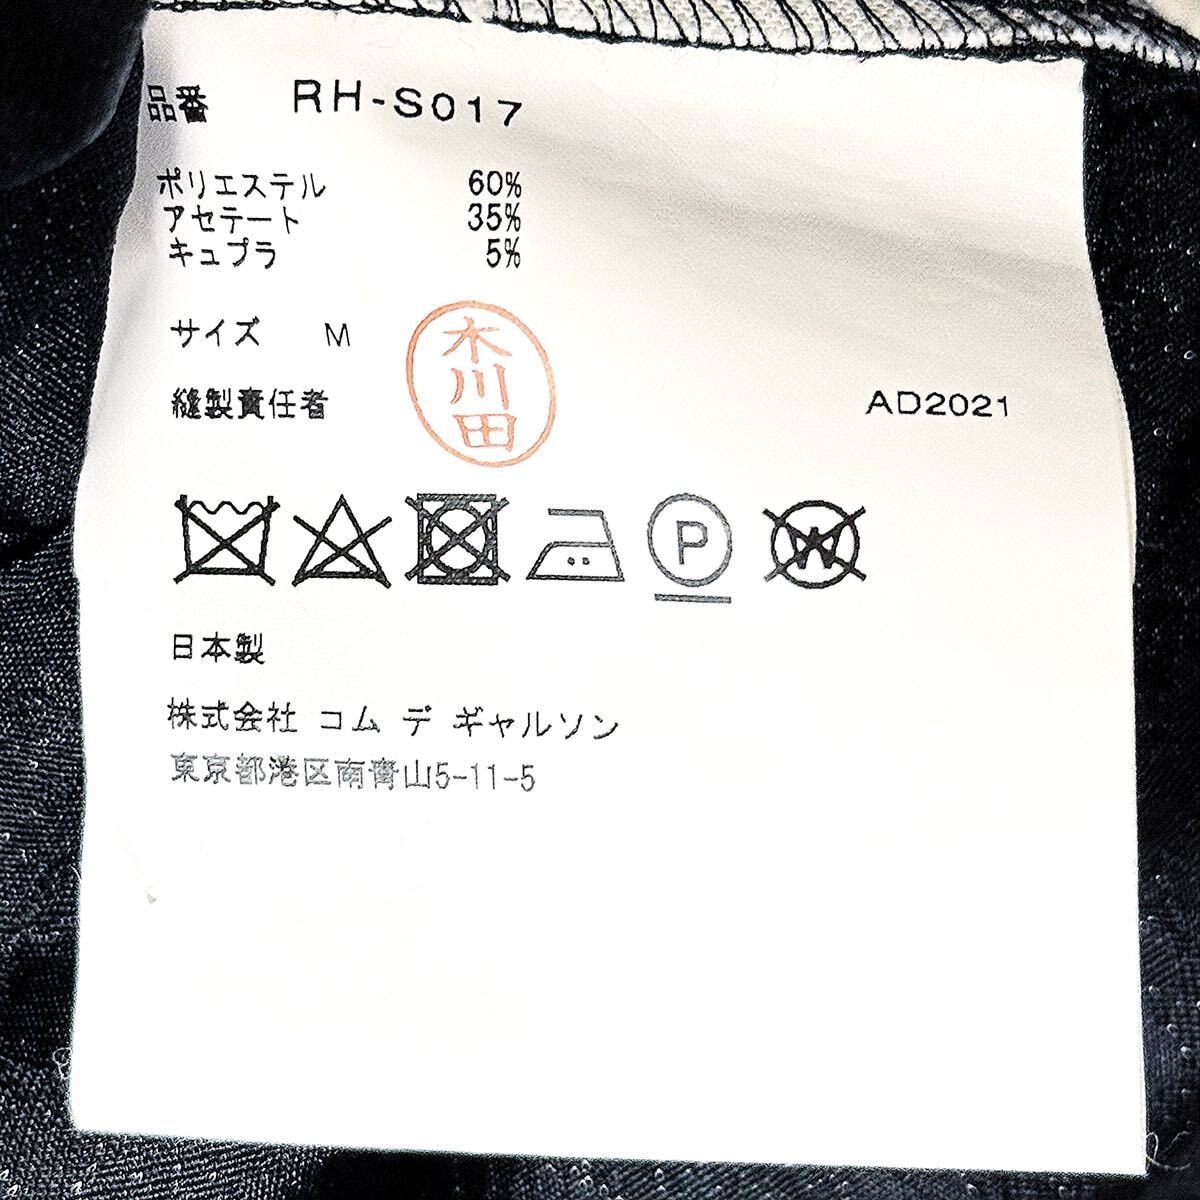 品番 RH-S017
ポリエステル 60%
アセテート 35%
キュプラ 5%
サイズ M
木川田
縫製責任者
AD2021
P W
日本製
株式会社 コム デ ギャルソン
東京都港区南青山5-11-5